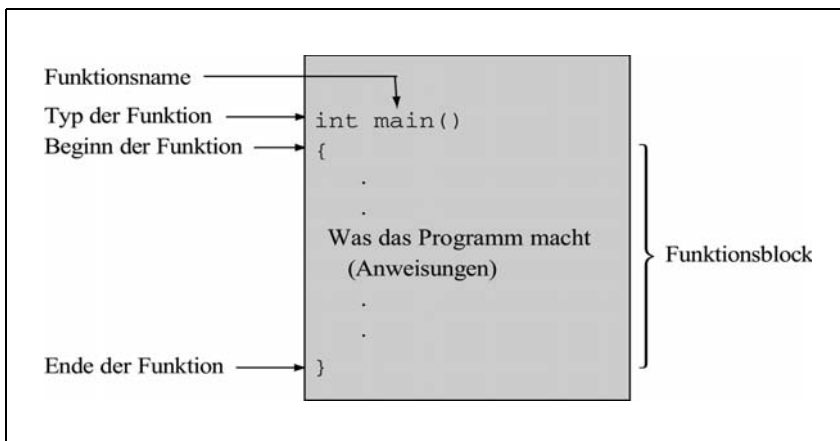 Funktionsname
Typ der Funktion
int main()
Beginn der Funktion
{
.
.
Was das Programm macht
(Anweisungen)
Funktionsblock
.
.
Ende der Funktion
}